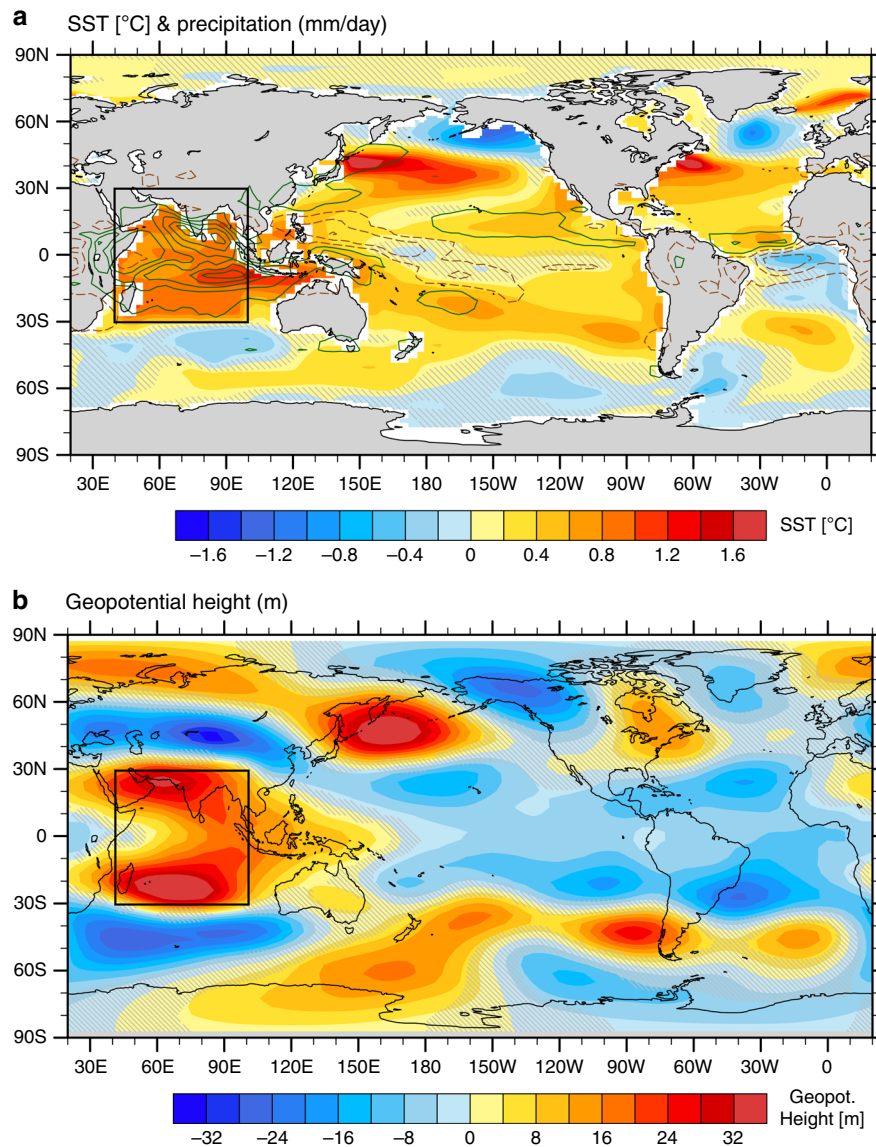 a SST [°C] & precipitation (mm/day)
90N
60N
30N
0
30S
60S
90S
30E 60E 90E 120E 150E 180 150W 120W 90W 60W 30W 0
−1.6 −1.2 −0.8 −0.4 0 0.4 0.8 1.2 1.6
SST [°C]
b Geopotential height (m)
90N
60N
30N
0
30S
60S
90S
30E 60E 90E 120E 150E 180 150W 120W 90W 60W 30W 0
−32 −24 −16 −8 0 8 16 24 32
Geopot.
Height [m]